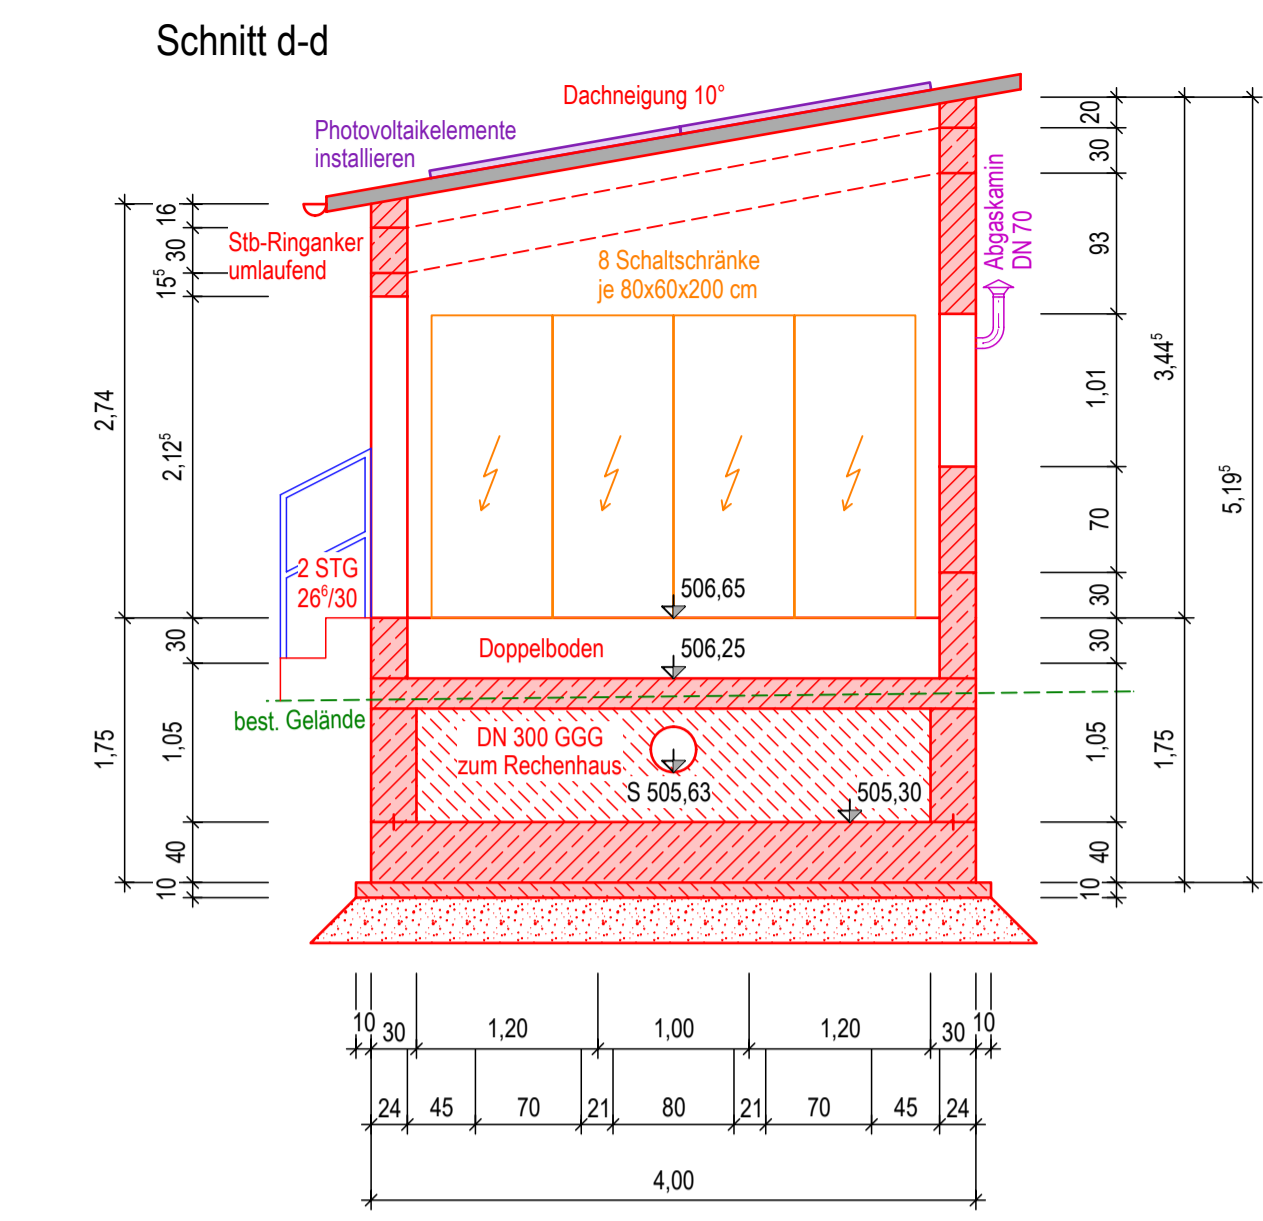 Schnitt d-d
Dachneigung 10°
Photovoltaikelemente
installieren
Stb-Ringanker
umlaufend
8 Schaltschränke
je 80x60x200 cm
Abgaskamin
DN 70
2 STG
26⁶/30
506,65
Doppelboden
506,25
best. Gelände
DN 300 GGG
zum Rechenhaus
S 505,63
505,30
2,74
1,75
16
30
15⁵
2,12⁵
30
1,05
40
10
20
30
93
1,01
70
30
30
1,05
40
10
3,44⁵
1,75
5,19⁵
10 30 1,20 1,00 1,20 30 10
24 45 70 21 80 21 70 45 24
4,00